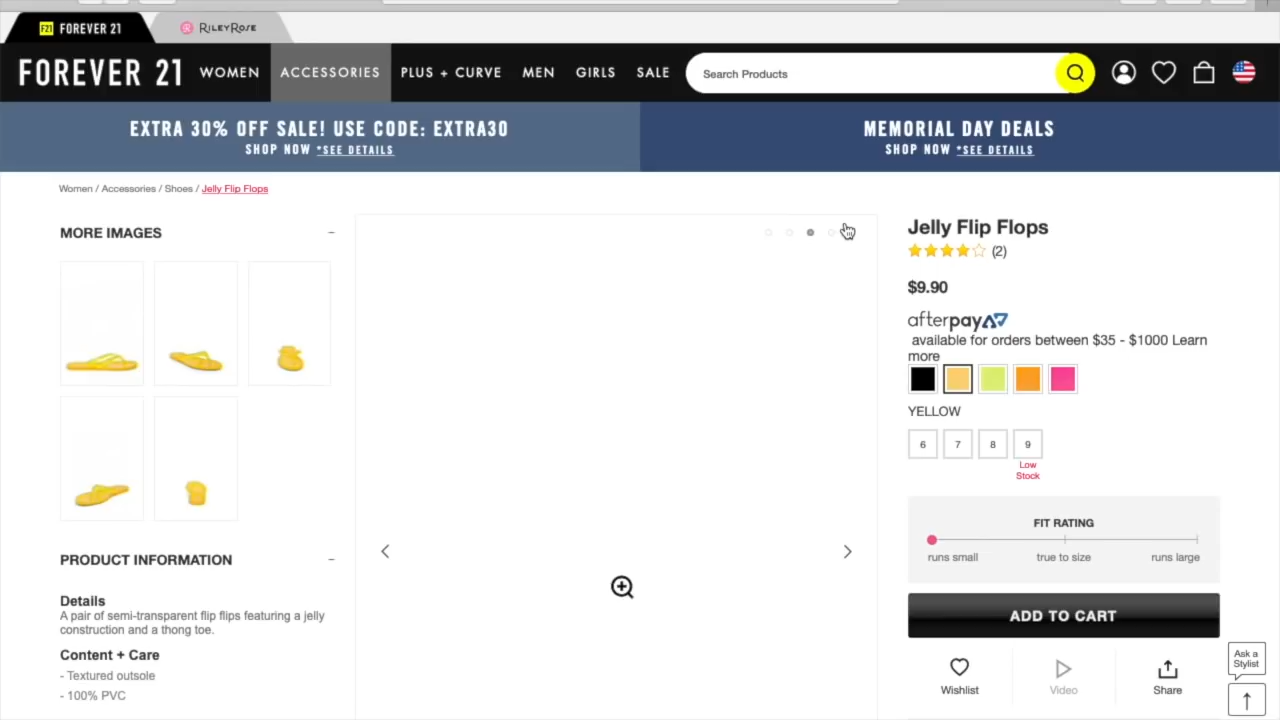 F21 FOREVER 21
R RILEYROSE
FOREVER 21 WOMEN ACCESSORIES PLUS + CURVE MEN GIRLS SALE Search Products
EXTRA 30% OFF SALE! USE CODE: EXTRA30
SHOP NOW *SEE DETAILS
MEMORIAL DAY DEALS
SHOP NOW *SEE DETAILS
Women / Accessories / Shoes / Jelly Flip Flops
MORE IMAGES
PRODUCT INFORMATION
Details
A pair of semi-transparent flip flips featuring a jelly
construction and a thong toe.
Content + Care
- Textured outsole
- 100% PVC
Jelly Flip Flops
(2)
$9.90
afterpay
available for orders between $35 - $1000 Learn
more
YELLOW
6 7 8 9
Low
Stock
FIT RATING
runs small true to size runs large
ADD TO CART
Wishlist Video Share
Ask a
Stylist